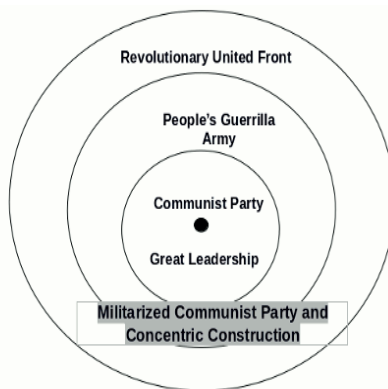 Revolutionary United Front
People's Guerrilla
Army
Communist Party
Great Leadership
Militarized Communist Party and
Concentric Construction